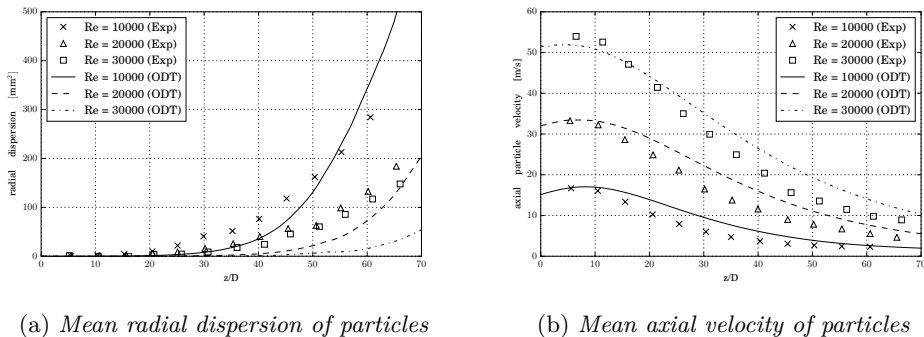 500
400
300
200
100
0
0 10 20 30 40 50 60 70
z/D
radial dispersion [mm²]
Re = 10000 (Exp)
Re = 20000 (Exp)
Re = 30000 (Exp)
Re = 10000 (ODT)
Re = 20000 (ODT)
Re = 30000 (ODT)
(a) Mean radial dispersion of particles
60
50
40
30
20
10
0
0 10 20 30 40 50 60 70
z/D
axial particle velocity [m/s]
Re = 10000 (Exp)
Re = 20000 (Exp)
Re = 30000 (Exp)
Re = 10000 (ODT)
Re = 20000 (ODT)
Re = 30000 (ODT)
(b) Mean axial velocity of particles